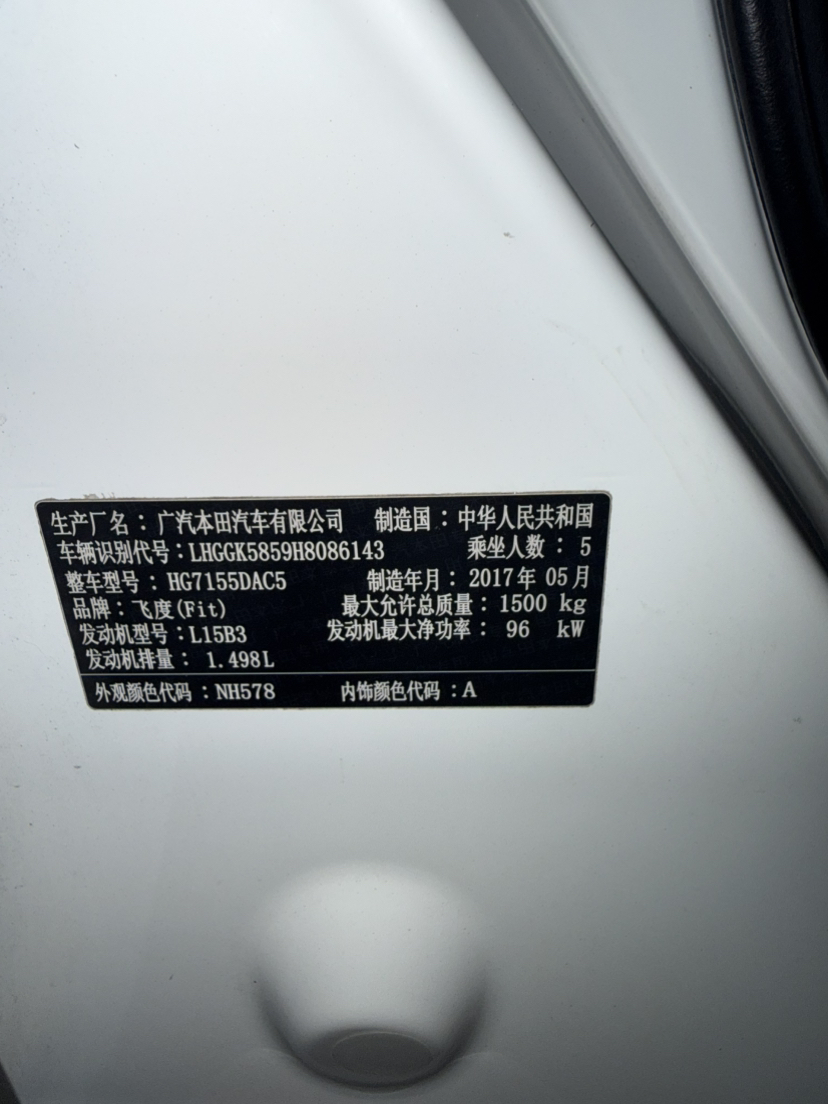 生产厂名：广汽本田汽车有限公司 制造国：中华人民共和国
车辆识别代号：LHGGK5859H8086143 乘坐人数：5
整车型号：HG7155DAC5 制造年月：2017年05月
品牌：飞度(Fit) 最大允许总质量：1500 kg
发动机型号：L15B3 发动机最大净功率：96 kW
发动机排量：1.498L
外观颜色代码：NH578 内饰颜色代码：A